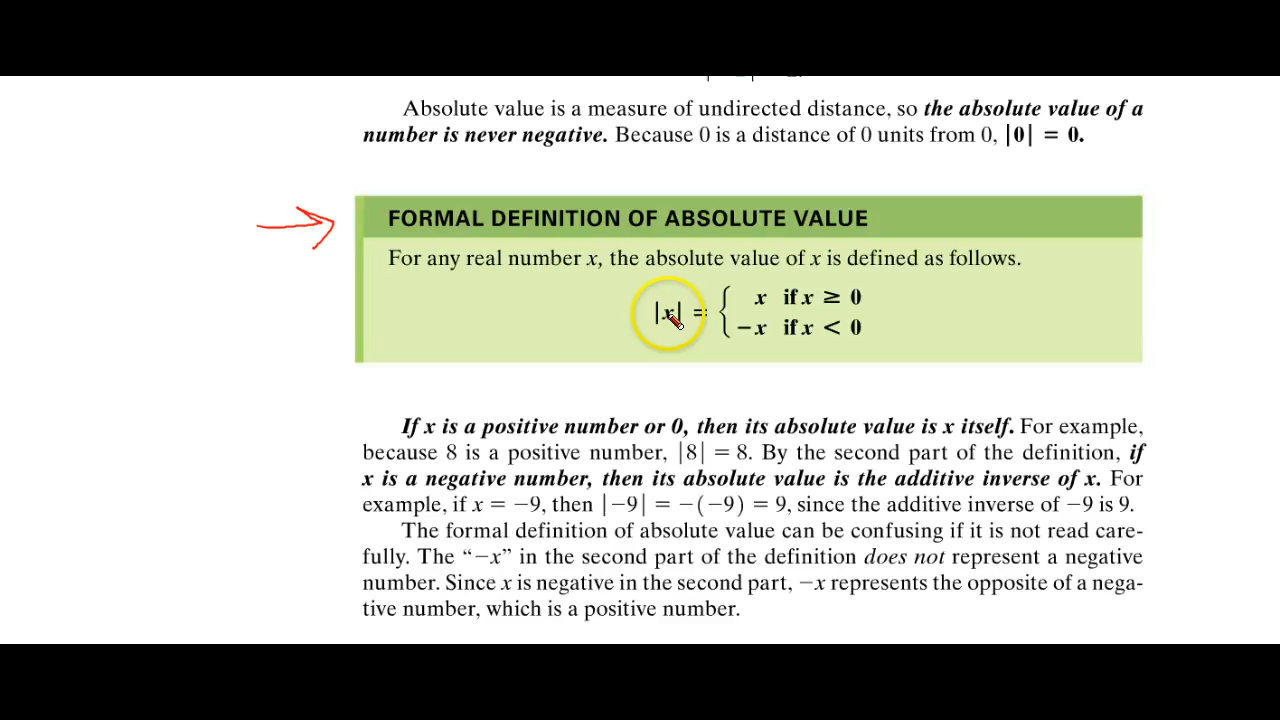 Absolute value is a measure of undirected distance, so the absolute value of a
number is never negative. Because 0 is a distance of 0 units from 0, |0| = 0.
FORMAL DEFINITION OF ABSOLUTE VALUE
For any real number x, the absolute value of x is defined as follows.
|x| = { x if x ≥ 0
−x if x < 0
If x is a positive number or 0, then its absolute value is x itself. For example,
because 8 is a positive number, |8| = 8. By the second part of the definition, if
x is a negative number, then its absolute value is the additive inverse of x. For
example, if x = −9, then |−9| = −(−9) = 9, since the additive inverse of −9 is 9.
The formal definition of absolute value can be confusing if it is not read care-
fully. The “−x” in the second part of the definition does not represent a negative
number. Since x is negative in the second part, −x represents the opposite of a nega-
tive number, which is a positive number.